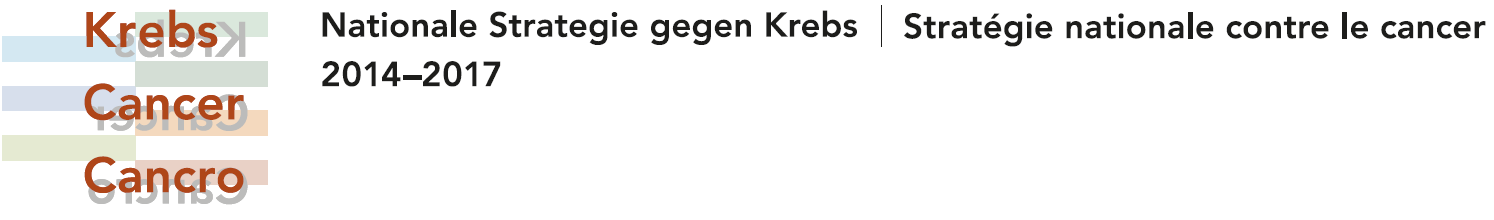 Krebs
Cancer
Cancro
Nationale Strategie gegen Krebs | Stratégie nationale contre le cancer
2014–2017